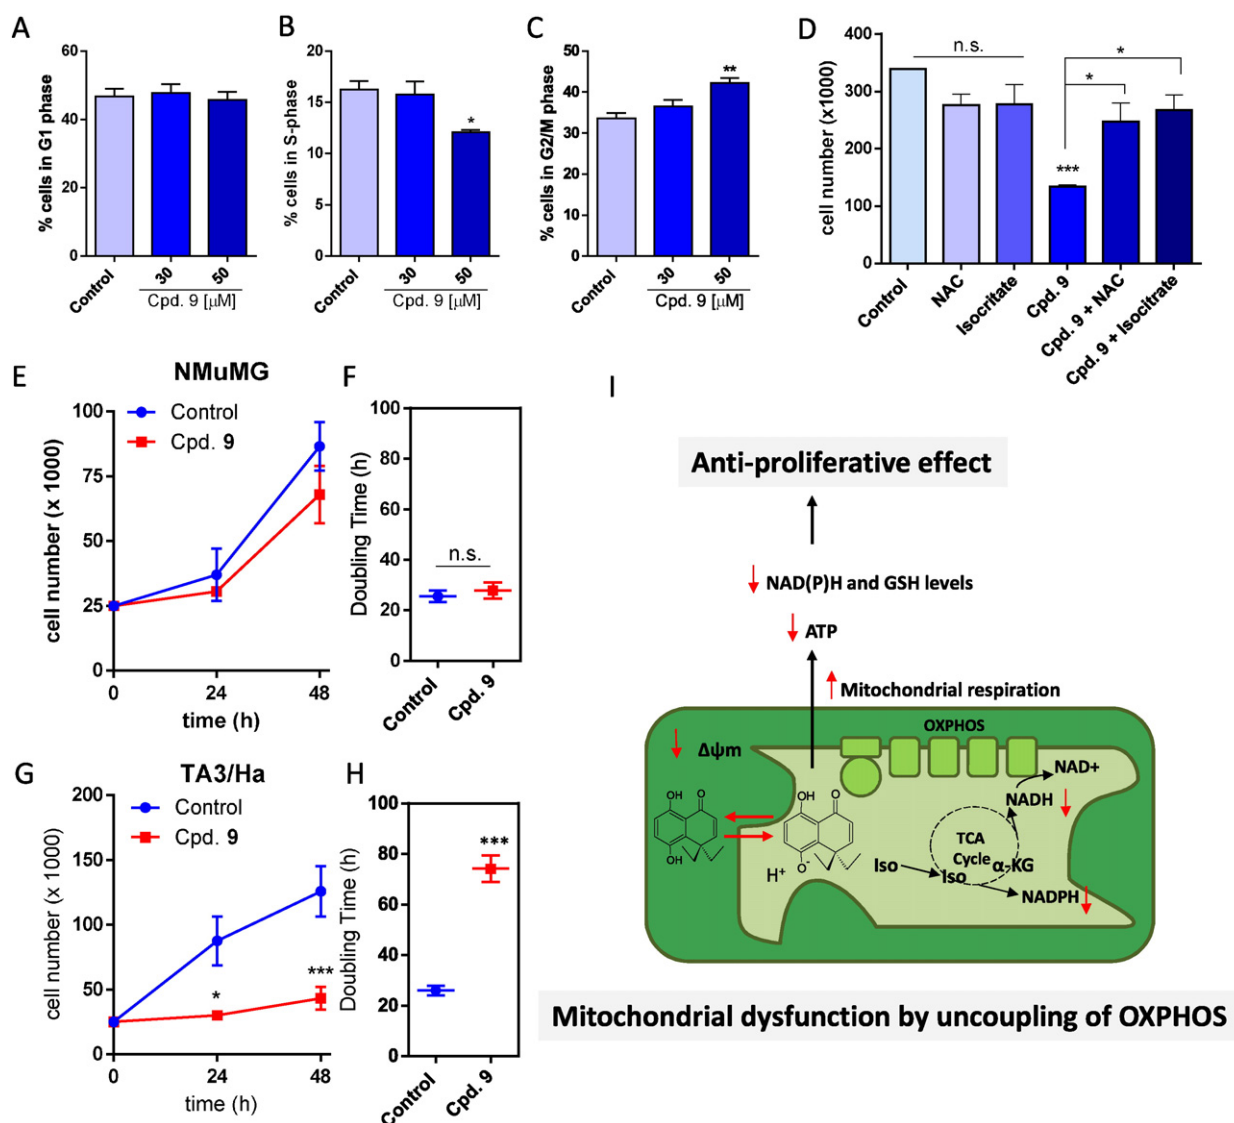 A
% cells in G1 phase
60
40
20
0
Control
30
50
Cpd. 9 [µM]
B
% cells in S-phase
20
15
10
5
0
*
Control
30
50
Cpd. 9 [µM]
C
% cells in G2/M phase
50
40
30
20
10
0
**
Control
30
50
Cpd. 9 [µM]
D
cell number (x1000)
400
300
200
100
0
n.s.
***
*
*
Control
NAC
Isocritate
Cpd. 9
Cpd. 9 + NAC
Cpd. 9 + Isocitrate
E
NMuMG
Control
Cpd. 9
cell number (x 1000)
100
75
50
25
0
0
24
48
time (h)
F
Doubling Time (h)
100
80
60
40
20
0
n.s.
Control
Cpd. 9
G
TA3/Ha
Control
Cpd. 9
cell number (x 1000)
200
150
100
50
0
*
***
0
24
48
time (h)
H
Doubling Time (h)
100
80
60
40
20
0
***
Control
Cpd. 9
I
Anti-proliferative effect
NAD(P)H and GSH levels
ATP
Mitochondrial respiration
OXPHOS
Δψm
OH
O
OH
OH
O
O-
H+
NAD+
NADH
TCA
Cycle
Iso
Iso
α-KG
NADPH
Mitochondrial dysfunction by uncoupling of OXPHOS